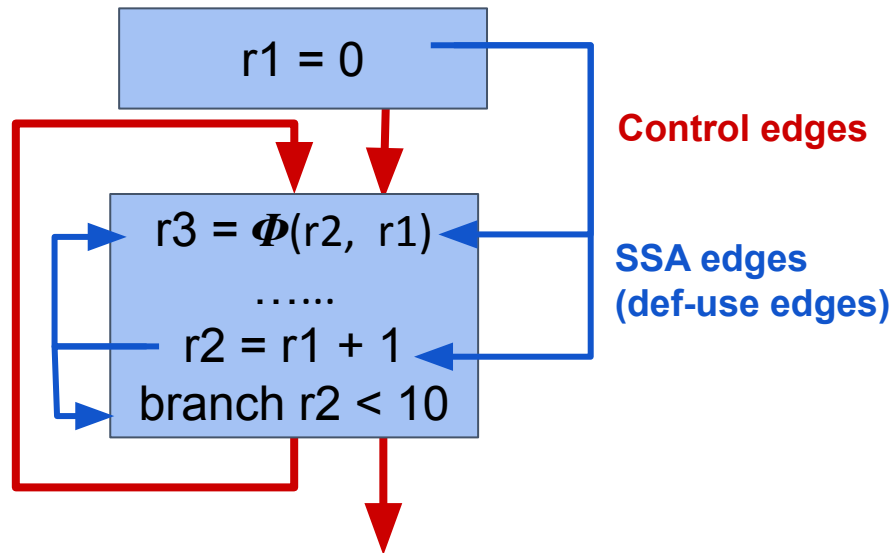 r1 = 0
Control edges
r3 = Φ(r2, r1)
SSA edges
(def-use edges)
…...
r2 = r1 + 1
branch r2 < 10